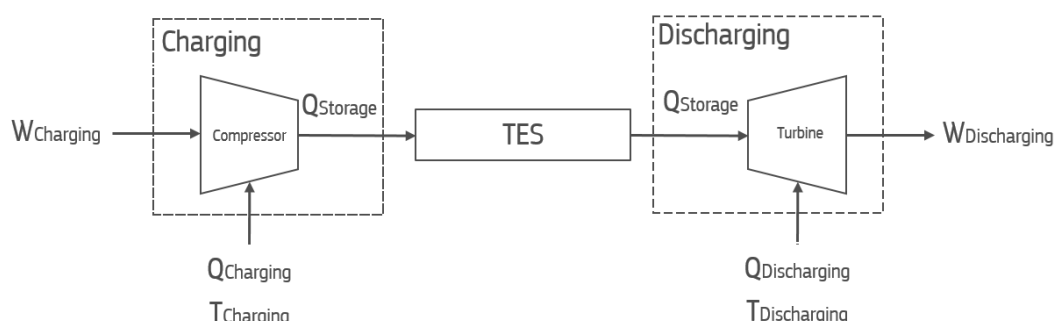 Charging
Discharging
QStorage
QStorage
WCharging
Compressor
TES
Turbine
WDischarging
QCharging
QDischarging
TCharging
TDischarging